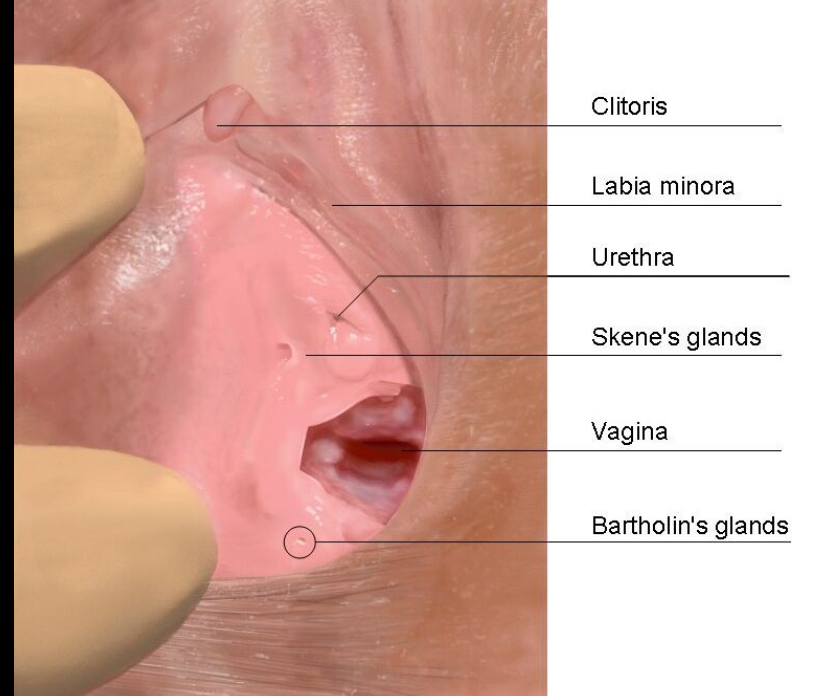 Clitoris
Labia minora
Urethra
Skene's glands
Vagina
Bartholin's glands